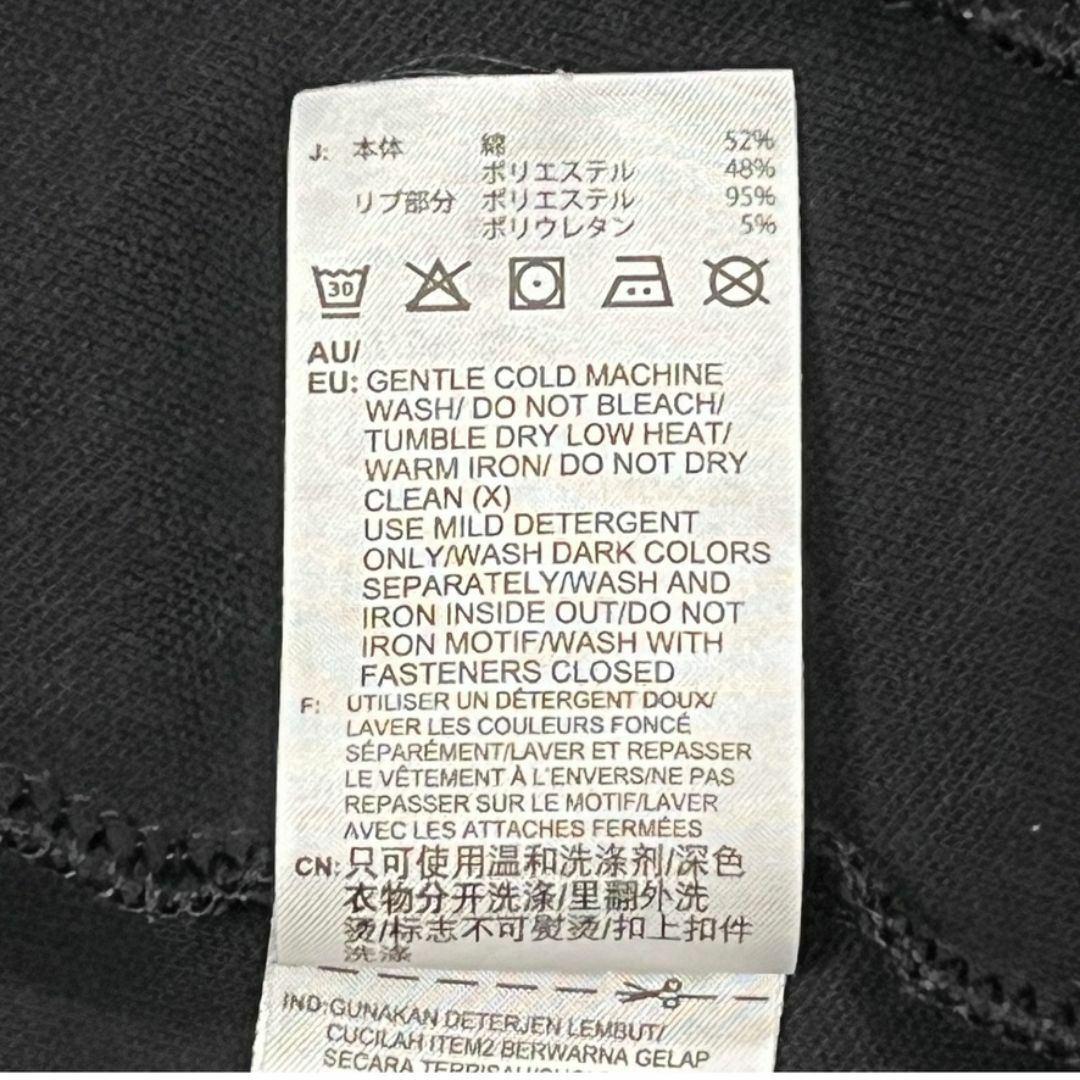 J: 本体 綿 52%
ポリエステル 48%
リブ部分 ポリエステル 95%
ポリウレタン 5%
30
AU/
EU: GENTLE COLD MACHINE
WASH/ DO NOT BLEACH/
TUMBLE DRY LOW HEAT/
WARM IRON/ DO NOT DRY
CLEAN (X)
USE MILD DETERGENT
ONLY/WASH DARK COLORS
SEPARATELY/WASH AND
IRON INSIDE OUT/DO NOT
IRON MOTIF/WASH WITH
FASTENERS CLOSED
F: UTILISER UN DÉTERGENT DOUX/
LAVER LES COULEURS FONCÉ
SÉPARÉMENT/LAVER ET REPASSER
LE VÊTEMENT À L'ENVERS/NE PAS
REPASSER SUR LE MOTIF/LAVER
AVEC LES ATTACHES FERMÉES
CN: 只可使用温和洗涤剂/深色
衣物分开洗涤/里翻外洗
烫/标志不可熨烫/扣上扣件
洗涤
IND:GUNAKAN DETERJEN LEMBUT/
CUCILAH ITEM2 BERWARNA GELAP
SECARA